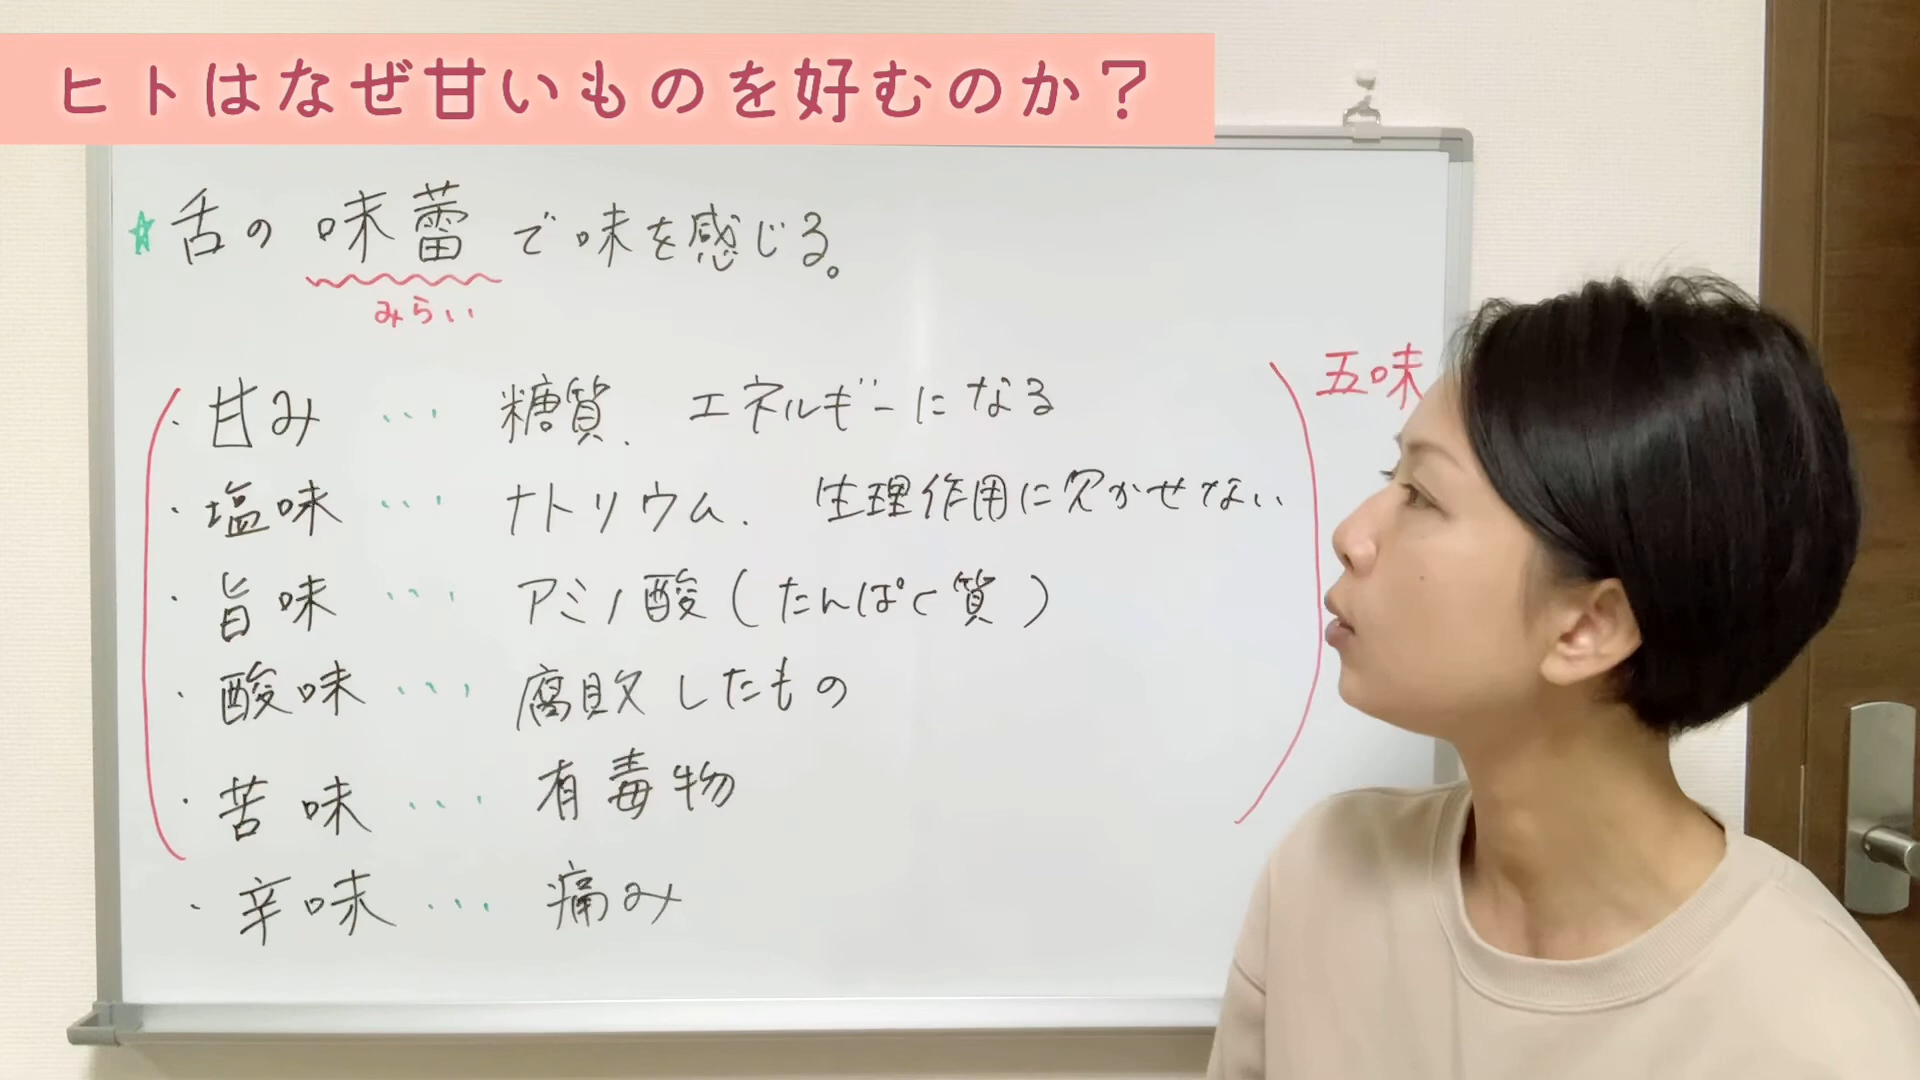 ヒトはなぜ甘いものを好むのか？
☆舌の味蕾で味を感じる。
みらい
・甘み … 糖質. エネルギーになる
・塩味 … ナトリウム. 生理作用に欠かせない
・旨味 … アミノ酸(たんぱく質)
・酸味 … 腐敗したもの
・苦味 … 有毒物
・辛味 … 痛み
五味